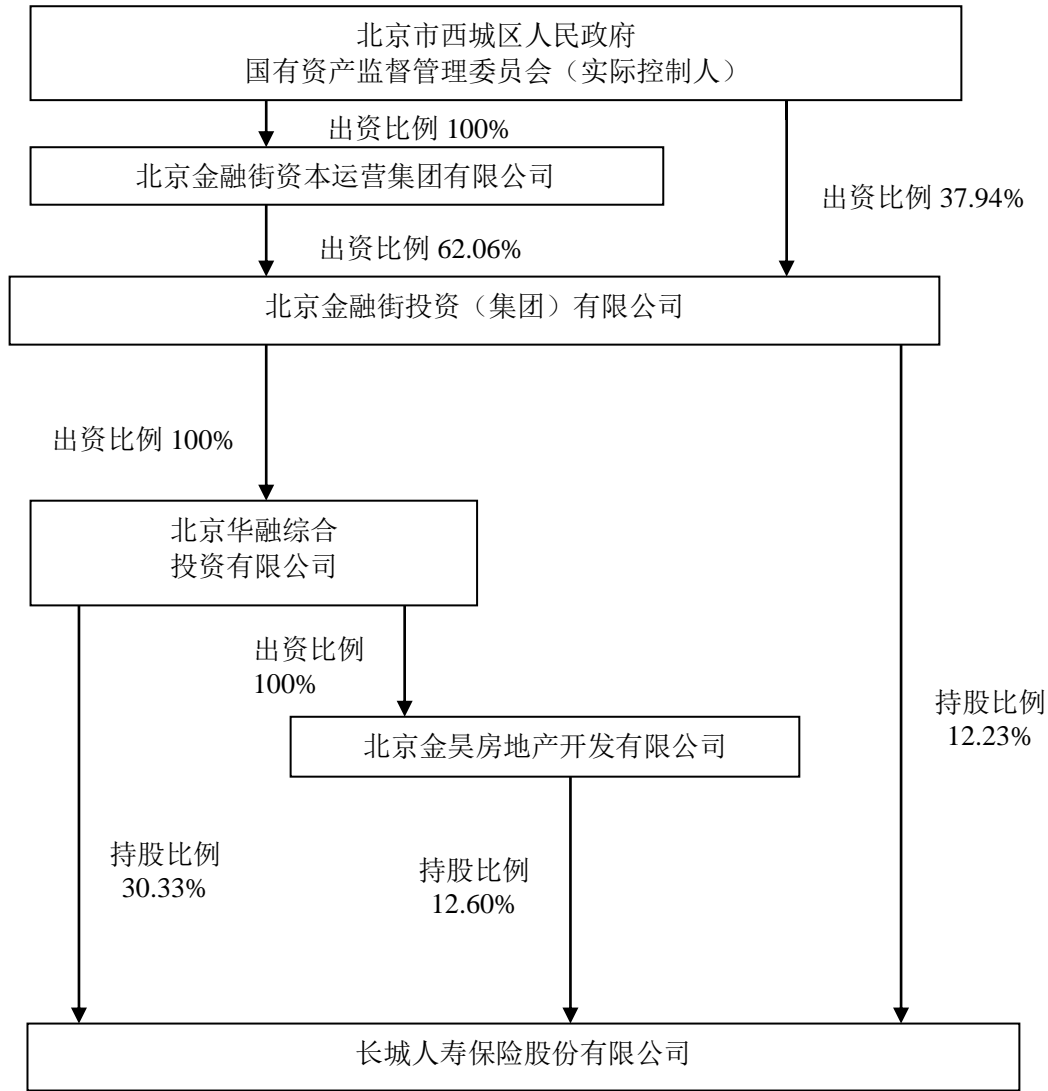 北京市西城区人民政府
国有资产监督管理委员会（实际控制人）
出资比例 100%
北京金融街资本运营集团有限公司
出资比例 37.94%
出资比例 62.06%
北京金融街投资（集团）有限公司
出资比例 100%
北京华融综合
投资有限公司
出资比例
100%
持股比例
12.23%
北京金昊房地产开发有限公司
持股比例
30.33%
持股比例
12.60%
长城人寿保险股份有限公司